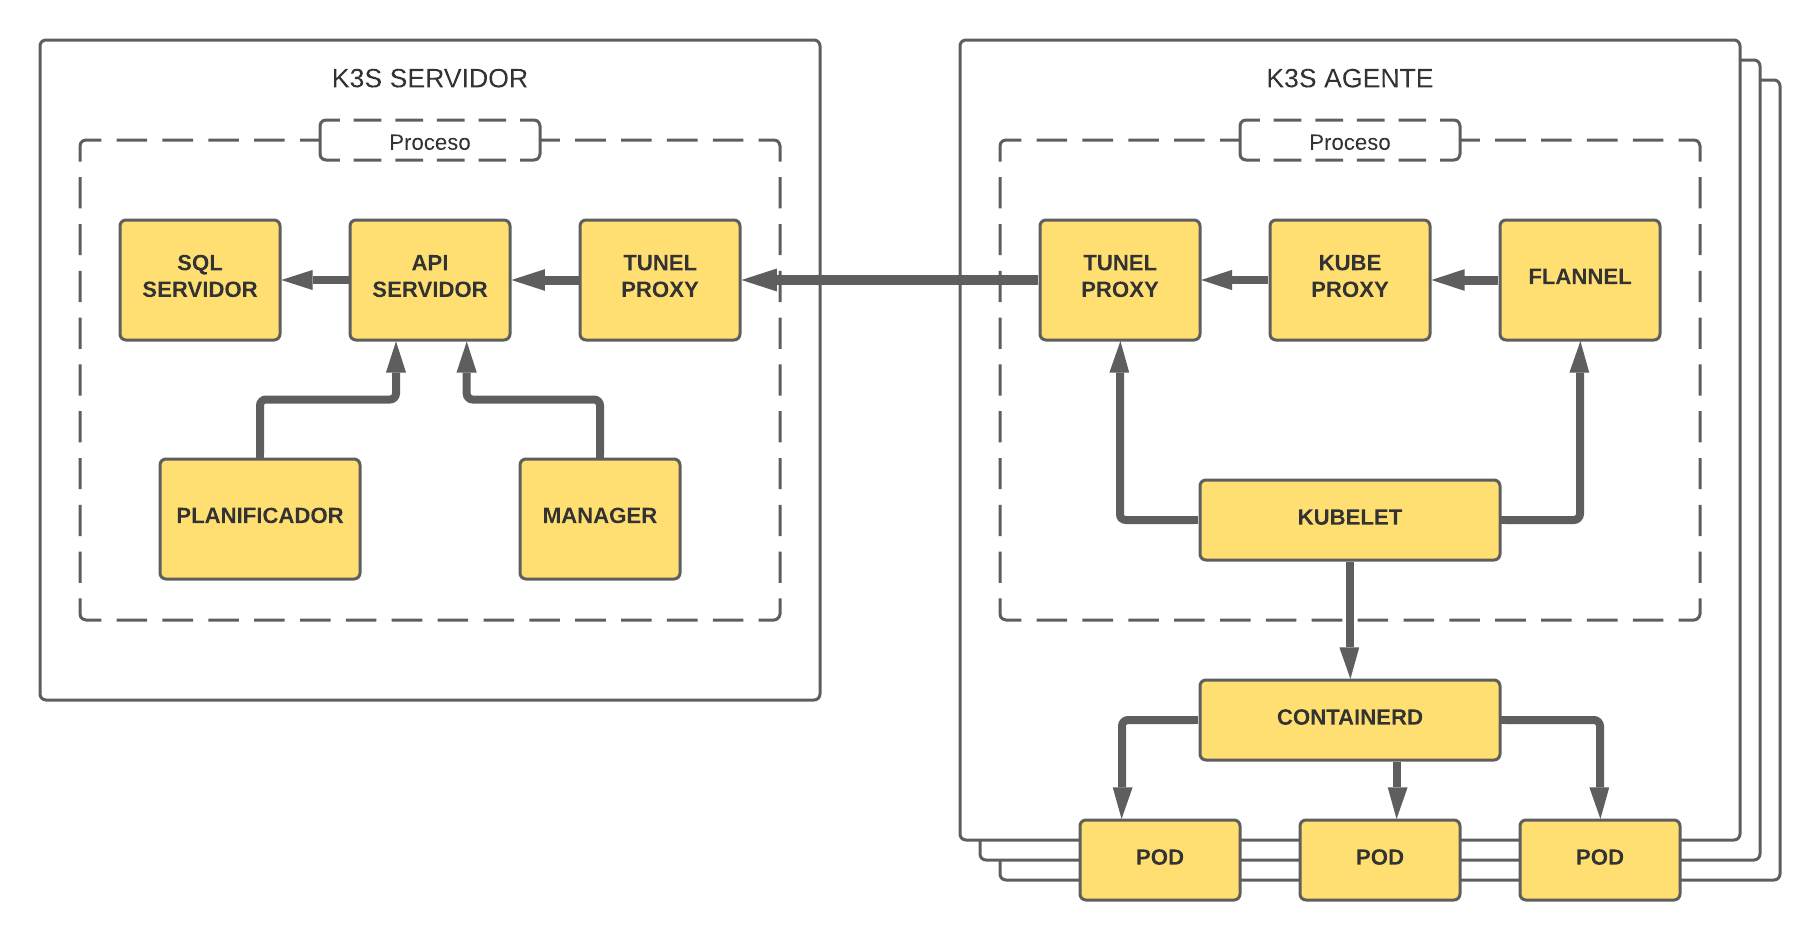 K3S SERVIDOR
Proceso
SQL
SERVIDOR
API
SERVIDOR
TUNEL
PROXY
PLANIFICADOR
MANAGER
K3S AGENTE
Proceso
TUNEL
PROXY
KUBE
PROXY
FLANNEL
KUBELET
CONTAINERD
POD
POD
POD